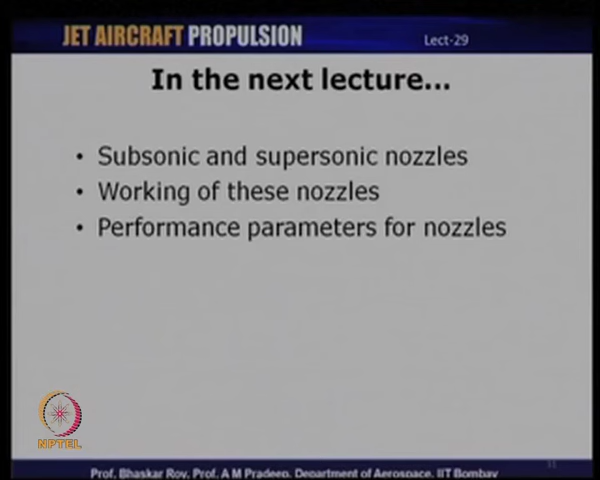 JET AIRCRAFT PROPULSION
Lect-29
In the next lecture...
• Subsonic and supersonic nozzles
• Working of these nozzles
• Performance parameters for nozzles
NPTEL
Prof. Bhaskar Roy, Prof. A M Pradeep, Department of Aerospace, IIT Bombay